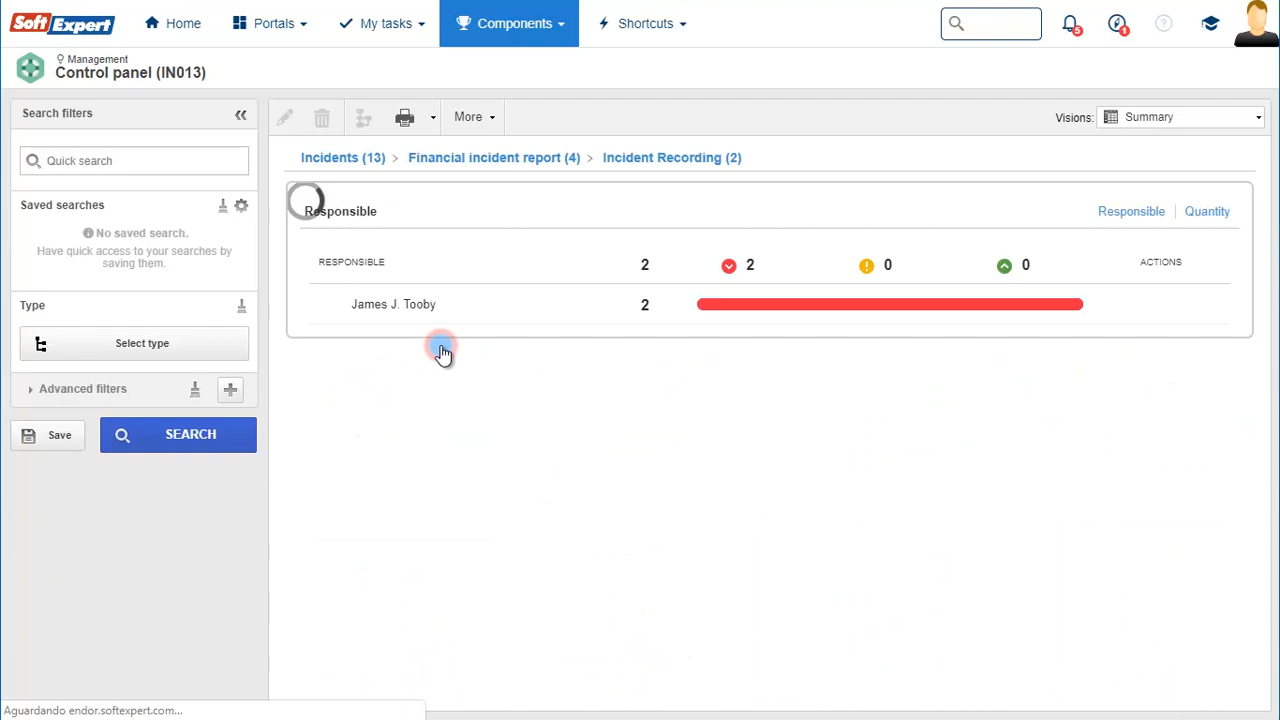 SoftExpert
Home
Portals
My tasks
Components
Shortcuts
5
1
?
Management
Control panel (IN013)
Search filters
Quick search
Saved searches
No saved search.
Have quick access to your searches by
saving them.
Type
Select type
Advanced filters
Save
SEARCH
More
Visions:
Summary
Incidents (13) > Financial incident report (4) > Incident Recording (2)
Responsible
Responsible
Quantity
RESPONSIBLE
2
2
0
0
ACTIONS
James J. Tooby
2
Aguardando endor.softexpert.com...